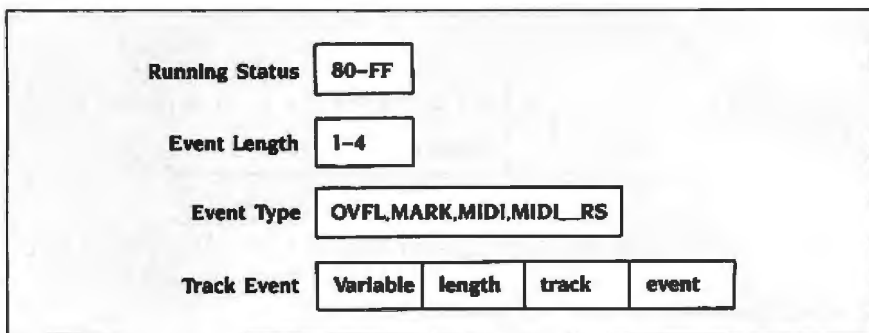 Running Status 80–FF
Event Length 1–4
Event Type OVFL,MARK,MIDI,MIDI__RS
Track Event Variable length track event